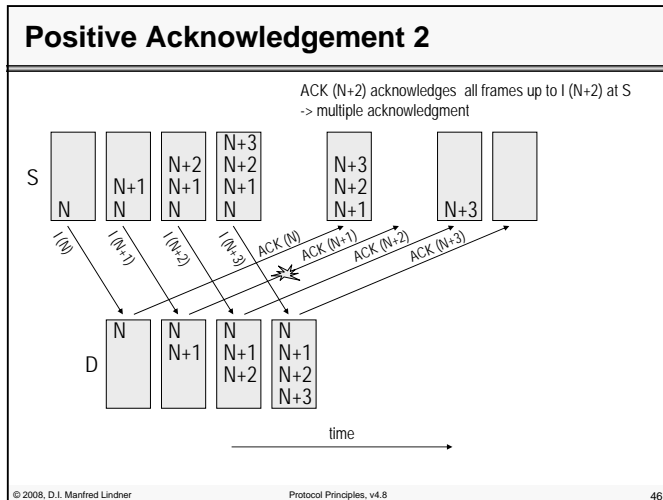 Positive Acknowledgement 2
ACK (N+2) acknowledges all frames up to I (N+2) at S
-> multiple acknowledgment
S
N
N+1
N
N+2
N+1
N
N+3
N+2
N+1
N
N+3
N+2
N+1
N+3
I (N)
I (N+1)
I (N+2)
I (N+3)
ACK (N)
ACK (N+1)
ACK (N+2)
ACK (N+3)
D
N
N
N+1
N
N+1
N+2
N
N+1
N+2
N+3
time
© 2008, D.I. Manfred Lindner
Protocol Principles, v4.8
46